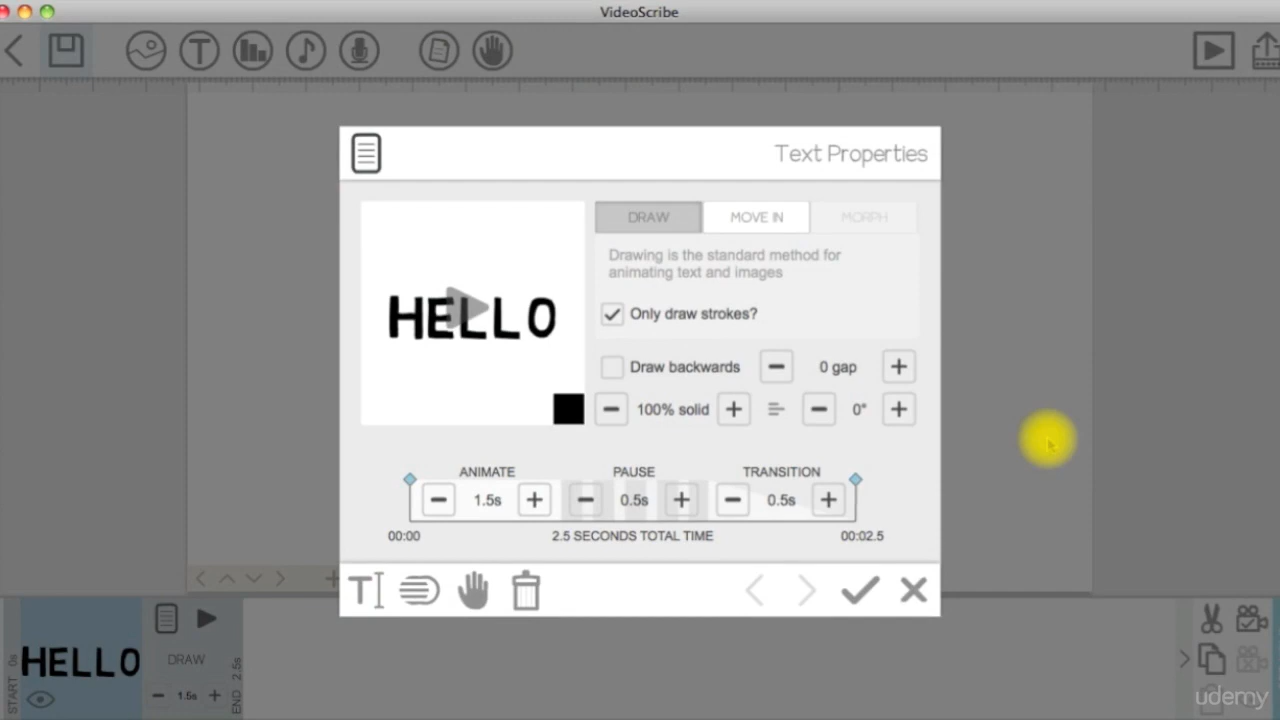 VideoScribe
T
Text Properties
DRAW MOVE IN MORPH
Drawing is the standard method for
animating text and images
HELLO
Only draw strokes?
Draw backwards 0 gap
100% solid 0°
ANIMATE PAUSE TRANSITION
1.5s 0.5s 0.5s
00:00 2.5 SECONDS TOTAL TIME 00:02.5
T
START 0s
HELLO
DRAW
1.5s
END 2.5s
udemy